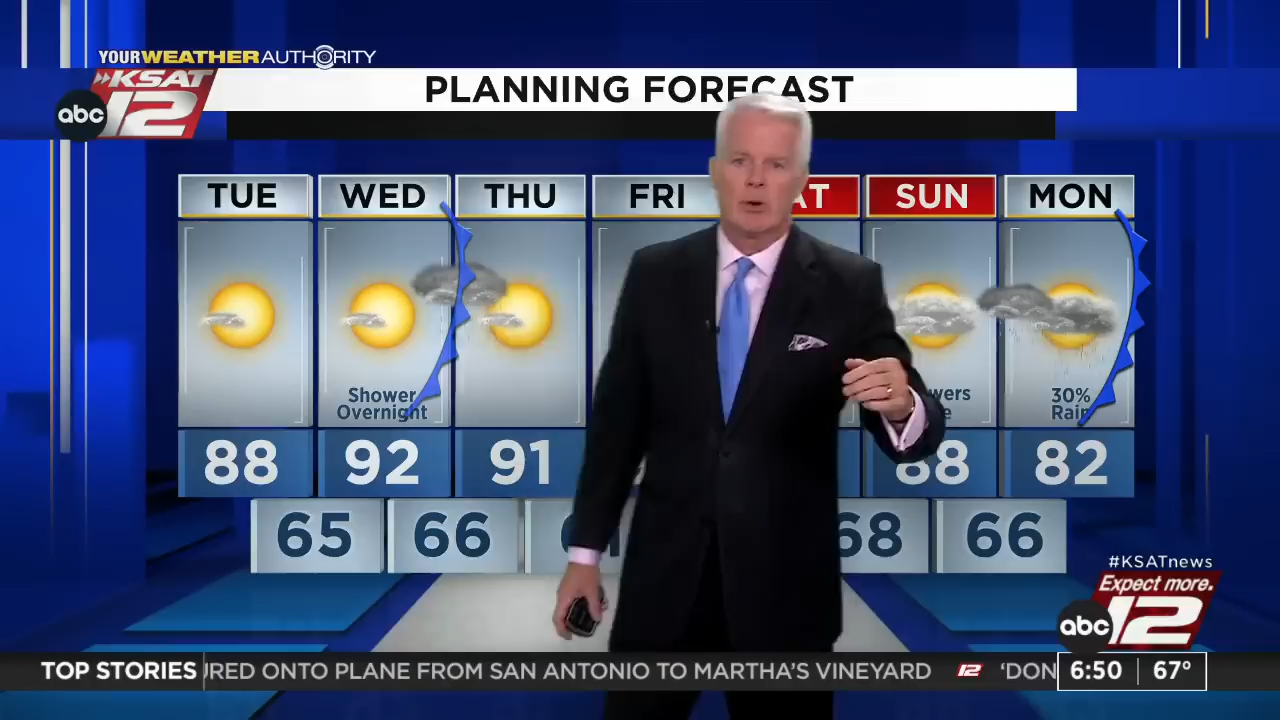 YOURWEATHERAUTHORITY
KSAT
abc 12
PLANNING FORECAST
TUE WED THU FRI SUN MON
Shower
Overnight
30%
Rain
88 92 91 88 82
65 66 68 66
#KSATnews
Expect more.
abc 12
TOP STORIES ONTO PLANE FROM SAN ANTONIO TO MARTHA'S VINEYARD 12 'DON 6:50 67°